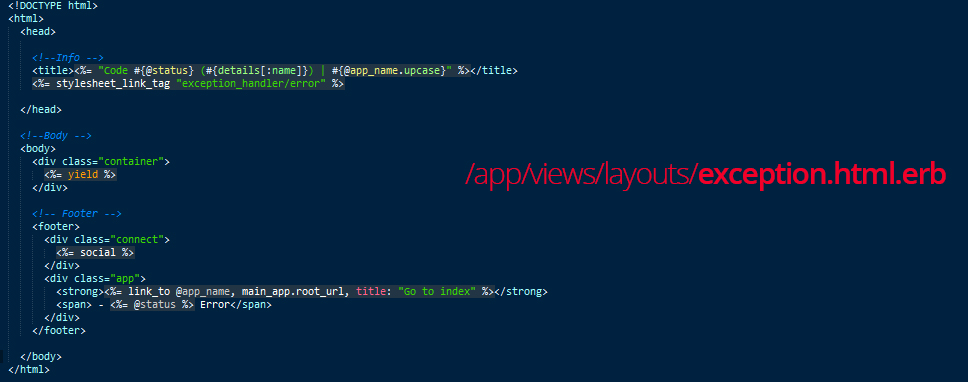 <!DOCTYPE html>
<html>
<head>
<!--Info -->
<title><%= "Code #{@status} (#{details[:name]}) | #{@app_name.upcase}" %></title>
<%= stylesheet_link_tag "exception_handler/error" %>
</head>
<!--Body -->
<body>
<div class="container">
<%= yield %>
</div>
/app/views/layouts/exception.html.erb
<!-- Footer -->
<footer>
<div class="connect">
<%= social %>
</div>
<div class="app">
<strong><%= link_to @app_name, main_app.root_url, title: "Go to index" %></strong>
<span> - <%= @status %> Error</span>
</div>
</footer>
</body>
</html>